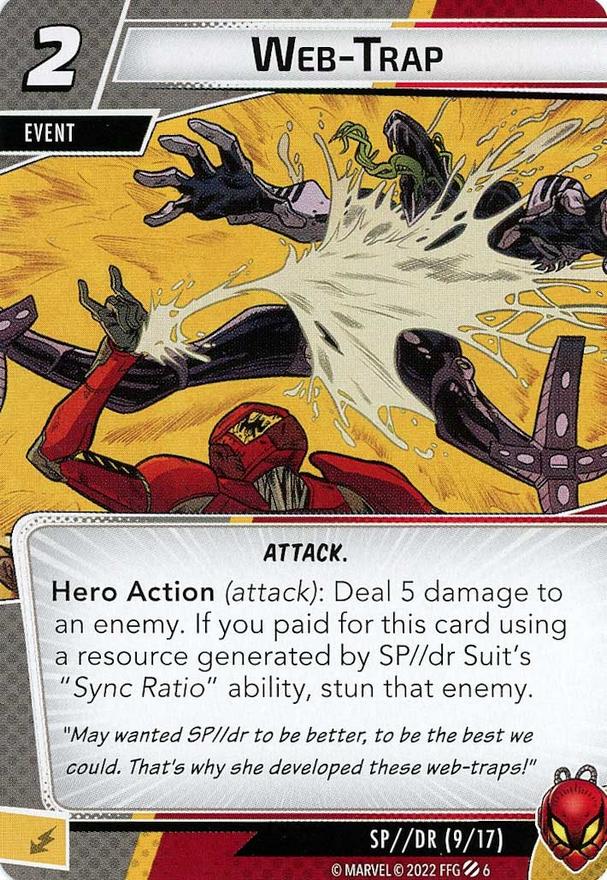 2
WEB-TRAP
EVENT
ATTACK.
Hero Action (attack): Deal 5 damage to
an enemy. If you paid for this card using
a resource generated by SP//dr Suit's
"Sync Ratio" ability, stun that enemy.
"May wanted SP//dr to be better, to be the best we
could. That's why she developed these web-traps!"
SP//DR (9/17)
© MARVEL © 2022 FFG 6